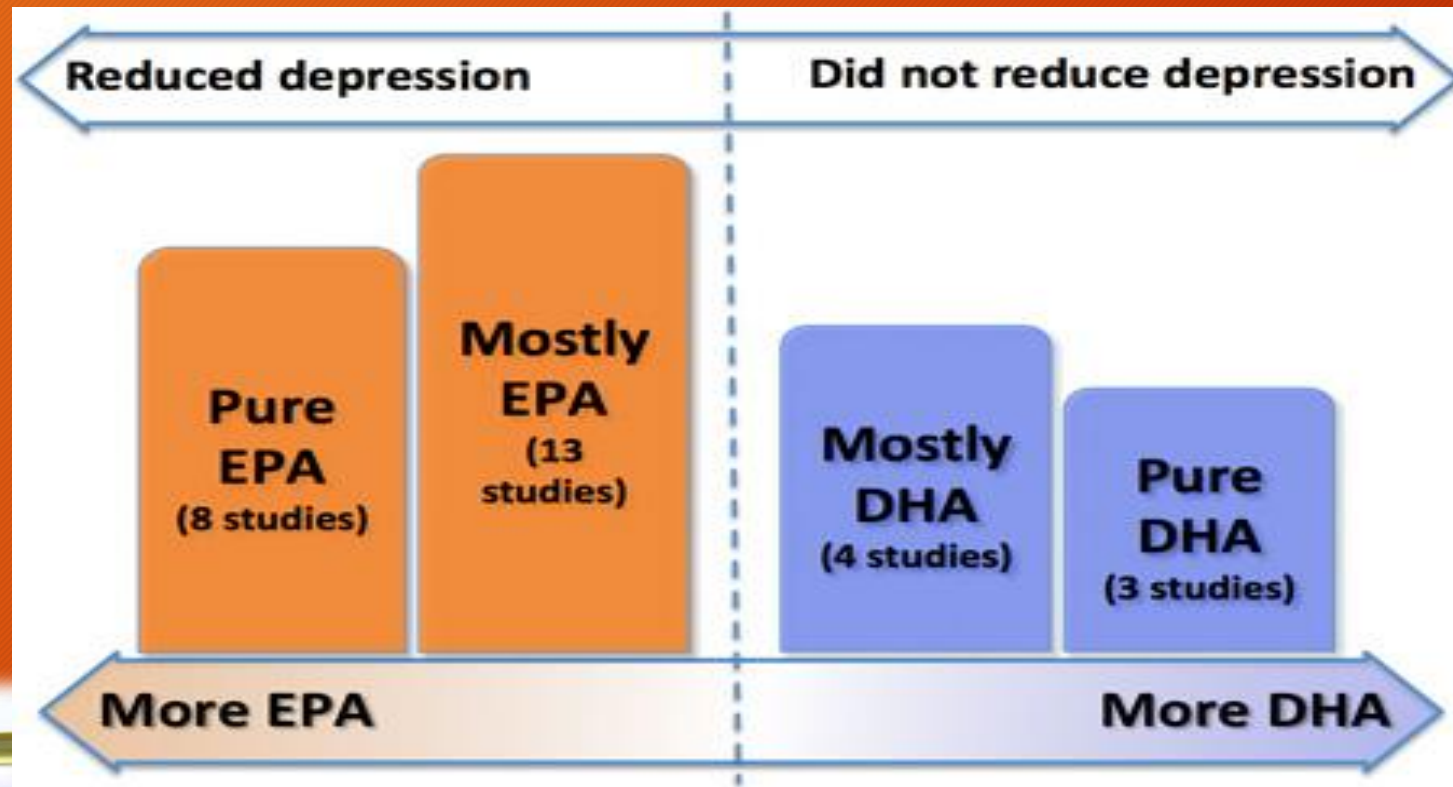 Reduced depression
Did not reduce depression
Pure
EPA
(8 studies)
Mostly
EPA
(13
studies)
Mostly
DHA
(4 studies)
Pure
DHA
(3 studies)
More EPA
More DHA